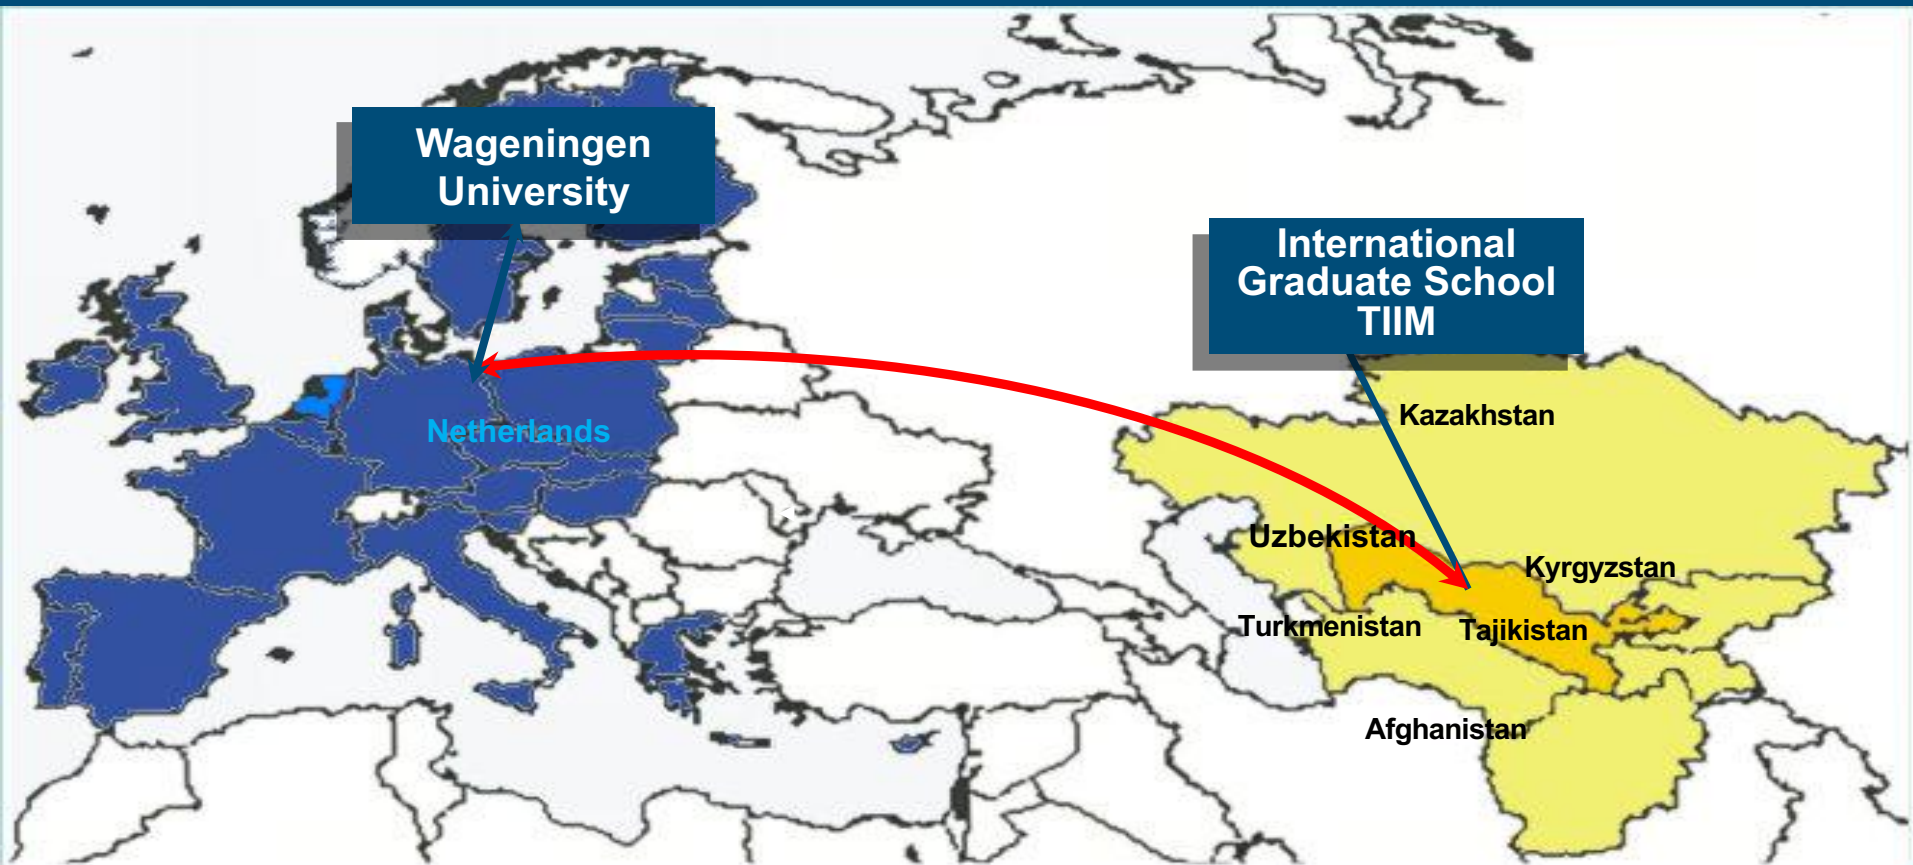 Wageningen
University
International
Graduate School
TIIM
Kazakhstan
Netherlands
Uzbekistan
Kyrgyzstan
Turkmenistan
Tajikistan
Afghanistan